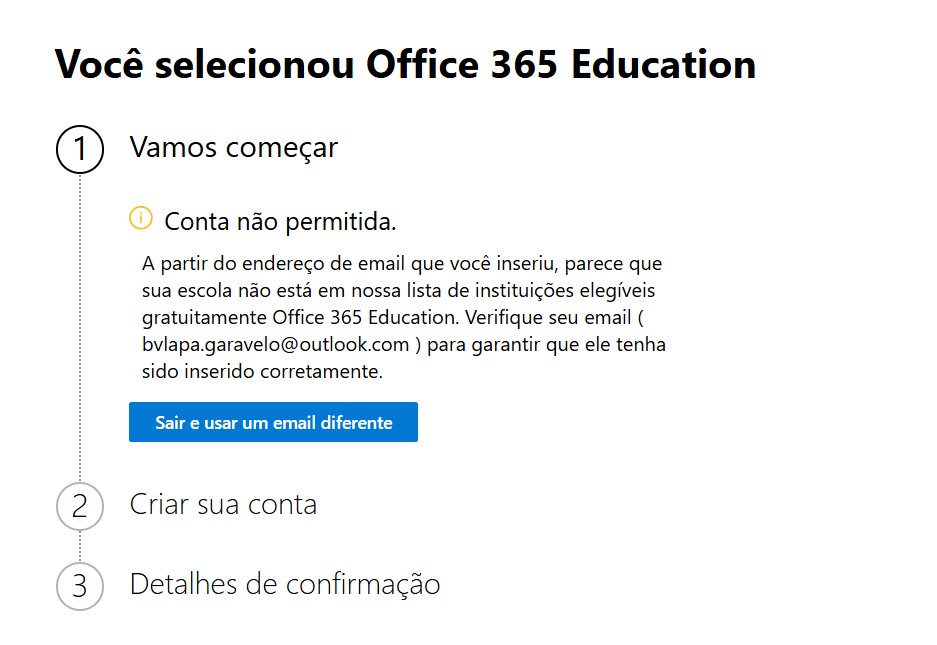 Você selecionou Office 365 Education
1
Vamos começar
Conta não permitida.
A partir do endereço de email que você inseriu, parece que
sua escola não está em nossa lista de instituições elegíveis
gratuitamente Office 365 Education. Verifique seu email (
bvlapa.garavelo@outlook.com ) para garantir que ele tenha
sido inserido corretamente.
Sair e usar um email diferente
2
Criar sua conta
3
Detalhes de confirmação